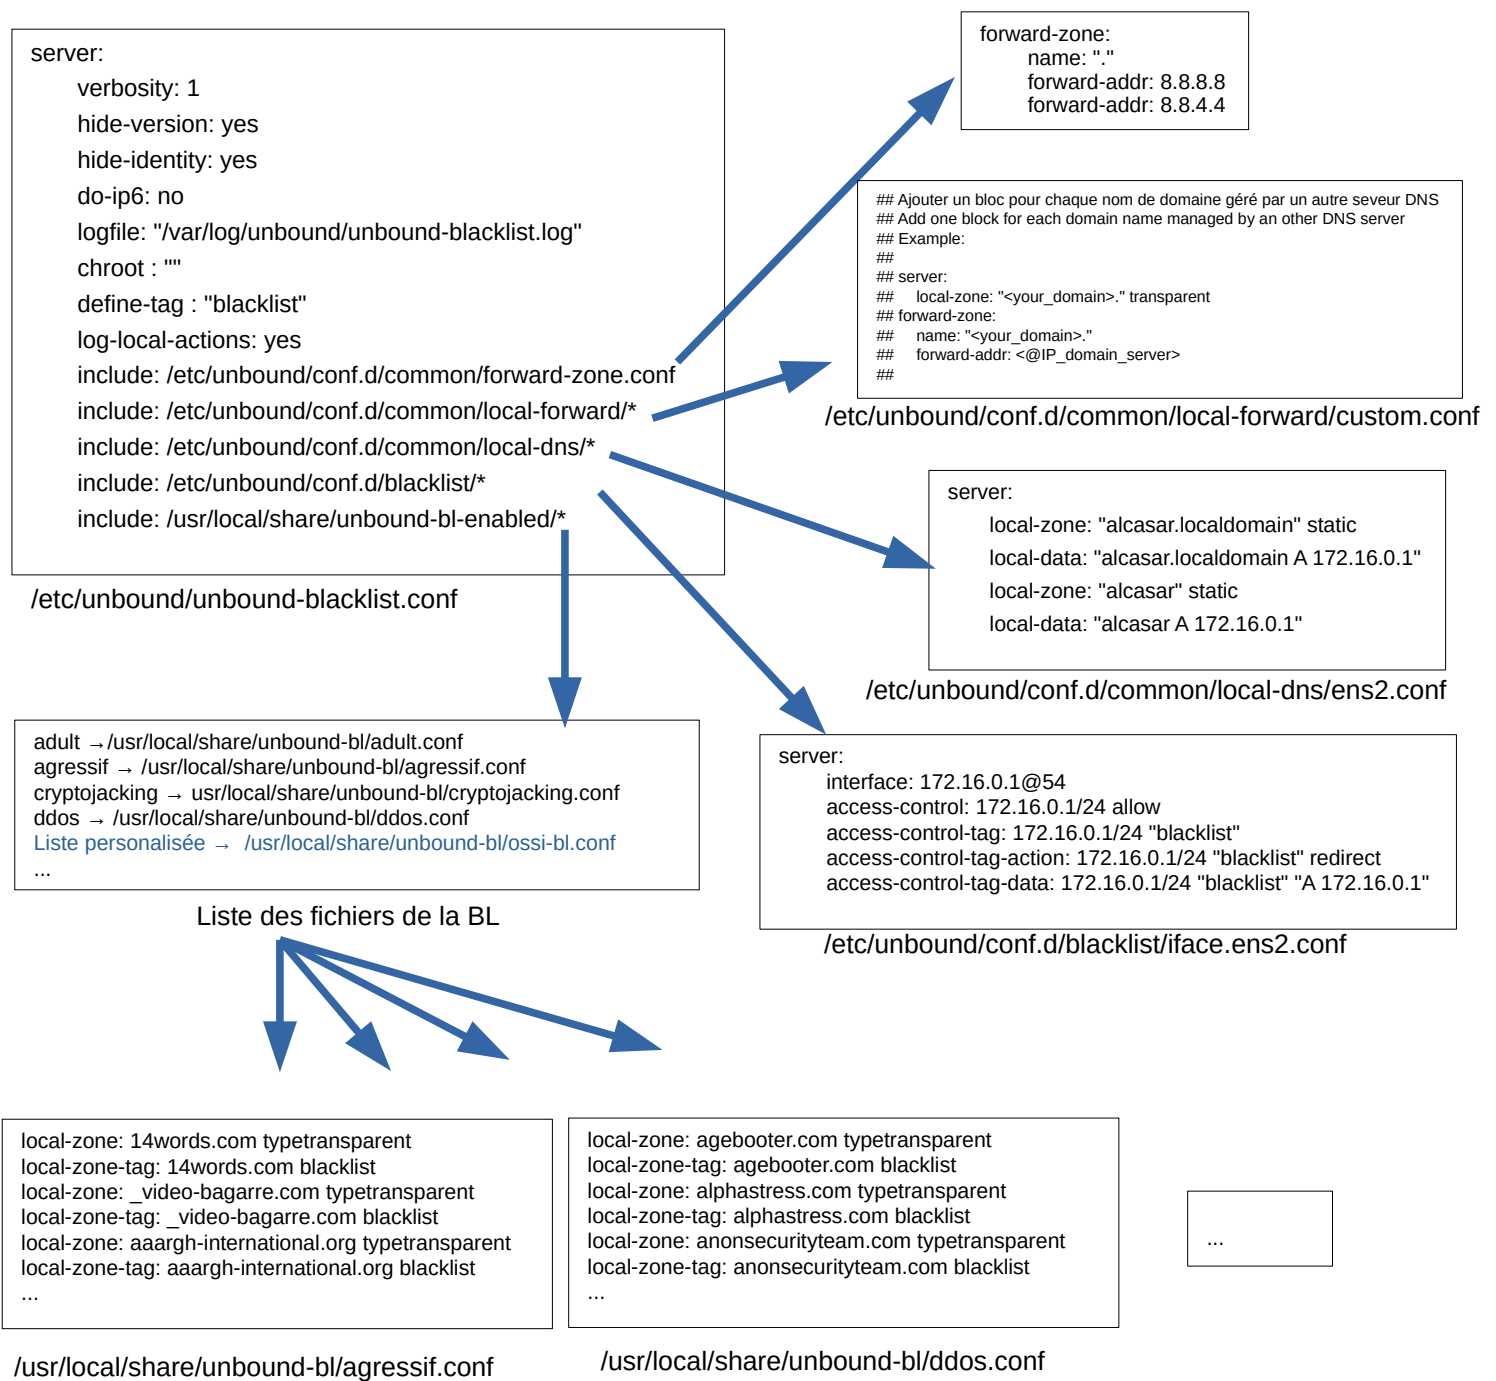 server:
verbosity: 1
hide-version: yes
hide-identity: yes
do-ip6: no
logfile: "/var/log/unbound/unbound-blacklist.log"
chroot : ""
define-tag : "blacklist"
log-local-actions: yes
include: /etc/unbound/conf.d/common/forward-zone.conf
include: /etc/unbound/conf.d/common/local-forward/*
include: /etc/unbound/conf.d/common/local-dns/*
include: /etc/unbound/conf.d/blacklist/*
include: /usr/local/share/unbound-bl-enabled/*
/etc/unbound/unbound-blacklist.conf
forward-zone:
name: "."
forward-addr: 8.8.8.8
forward-addr: 8.8.4.4
## Ajouter un bloc pour chaque nom de domaine géré par un autre seveur DNS
## Add one block for each domain name managed by an other DNS server
## Example:
##
## server:
## local-zone: "<your_domain>." transparent
## forward-zone:
## name: "<your_domain>."
## forward-addr: <@IP_domain_server>
##
/etc/unbound/conf.d/common/local-forward/custom.conf
server:
local-zone: "alcasar.localdomain" static
local-data: "alcasar.localdomain A 172.16.0.1"
local-zone: "alcasar" static
local-data: "alcasar A 172.16.0.1"
/etc/unbound/conf.d/common/local-dns/ens2.conf
server:
interface: 172.16.0.1@54
access-control: 172.16.0.1/24 allow
access-control-tag: 172.16.0.1/24 "blacklist"
access-control-tag-action: 172.16.0.1/24 "blacklist" redirect
access-control-tag-data: 172.16.0.1/24 "blacklist" "A 172.16.0.1"
/etc/unbound/conf.d/blacklist/iface.ens2.conf
adult →/usr/local/share/unbound-bl/adult.conf
agressif → /usr/local/share/unbound-bl/agressif.conf
cryptojacking → usr/local/share/unbound-bl/cryptojacking.conf
ddos → /usr/local/share/unbound-bl/ddos.conf
Liste personalisée → /usr/local/share/unbound-bl/ossi-bl.conf
...
Liste des fichiers de la BL
local-zone: 14words.com typetransparent
local-zone-tag: 14words.com blacklist
local-zone: _video-bagarre.com typetransparent
local-zone-tag: _video-bagarre.com blacklist
local-zone: aaargh-international.org typetransparent
local-zone-tag: aaargh-international.org blacklist
...
/usr/local/share/unbound-bl/agressif.conf
local-zone: agebooter.com typetransparent
local-zone-tag: agebooter.com blacklist
local-zone: alphastress.com typetransparent
local-zone-tag: alphastress.com blacklist
local-zone: anonsecurityteam.com typetransparent
local-zone-tag: anonsecurityteam.com blacklist
...
/usr/local/share/unbound-bl/ddos.conf
...